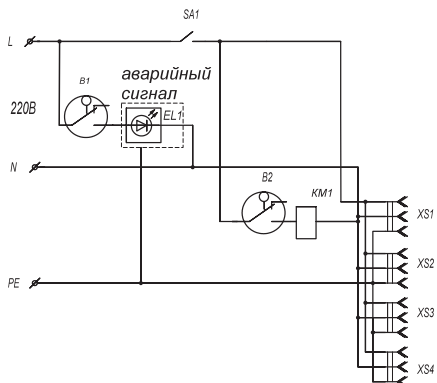 SA1
L
B1
аварийный
сигнал
EL1
220В
N
B2
KM1
XS1
XS2
PE
XS3
XS4